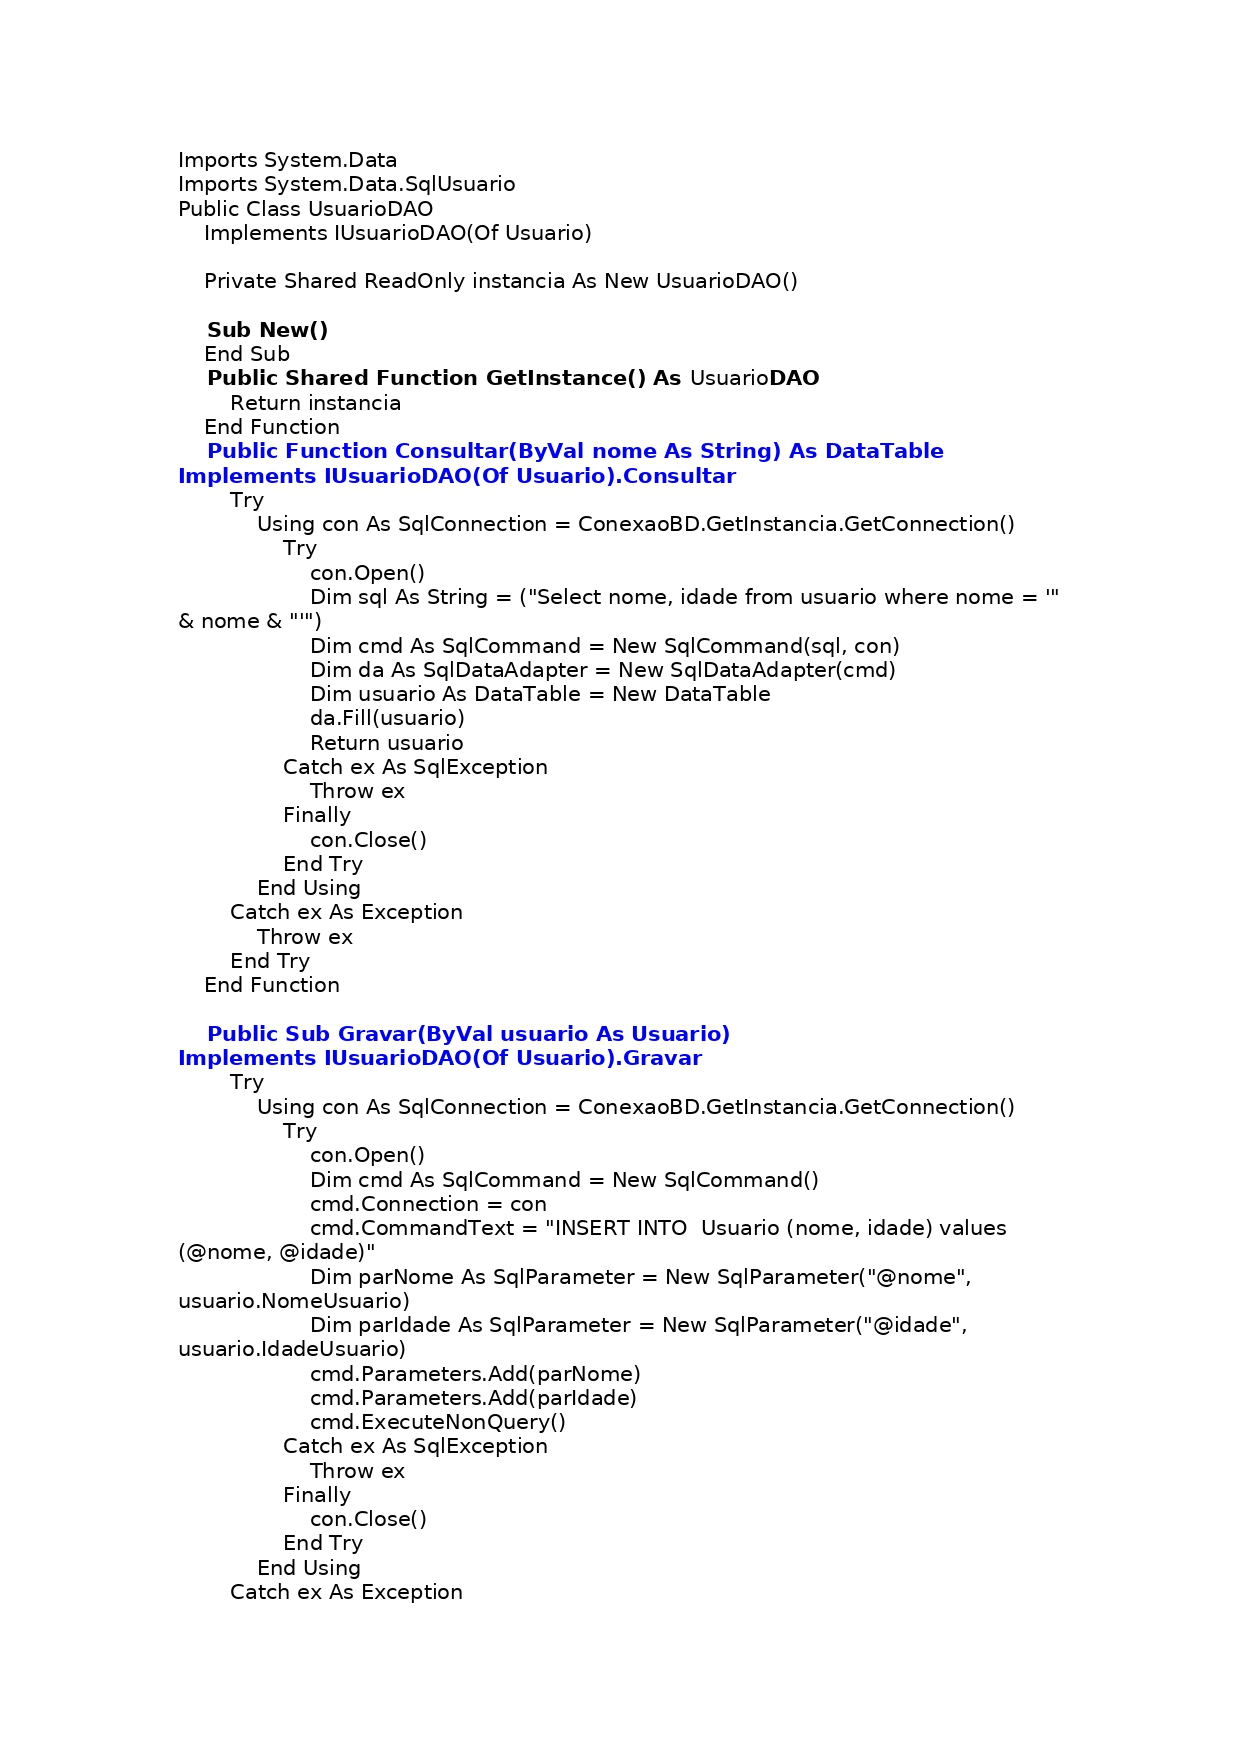 Imports System.Data
Imports System.Data.SqlUsuario
Public Class UsuarioDAO
    Implements IUsuarioDAO(Of Usuario)

    Private Shared ReadOnly instancia As New UsuarioDAO()

    Sub New()
    End Sub
    Public Shared Function GetInstance() As UsuarioDAO
        Return instancia
    End Function
    Public Function Consultar(ByVal nome As String) As DataTable
Implements IUsuarioDAO(Of Usuario).Consultar
        Try
            Using con As SqlConnection = ConexaoBD.GetInstancia.GetConnection()
                Try
                    con.Open()
                    Dim sql As String = ("Select nome, idade from usuario where nome = '"
& nome & "'")
                    Dim cmd As SqlCommand = New SqlCommand(sql, con)
                    Dim da As SqlDataAdapter = New SqlDataAdapter(cmd)
                    Dim usuario As DataTable = New DataTable
                    da.Fill(usuario)
                    Return usuario
                Catch ex As SqlException
                    Throw ex
                Finally
                    con.Close()
                End Try
            End Using
        Catch ex As Exception
            Throw ex
        End Try
    End Function

    Public Sub Gravar(ByVal usuario As Usuario)
Implements IUsuarioDAO(Of Usuario).Gravar
        Try
            Using con As SqlConnection = ConexaoBD.GetInstancia.GetConnection()
                Try
                    con.Open()
                    Dim cmd As SqlCommand = New SqlCommand()
                    cmd.Connection = con
                    cmd.CommandText = "INSERT INTO  Usuario (nome, idade) values
(@nome, @idade)"
                    Dim parNome As SqlParameter = New SqlParameter("@nome",
usuario.NomeUsuario)
                    Dim parIdade As SqlParameter = New SqlParameter("@idade",
usuario.IdadeUsuario)
                    cmd.Parameters.Add(parNome)
                    cmd.Parameters.Add(parIdade)
                    cmd.ExecuteNonQuery()
                Catch ex As SqlException
                    Throw ex
                Finally
                    con.Close()
                End Try
            End Using
        Catch ex As Exception